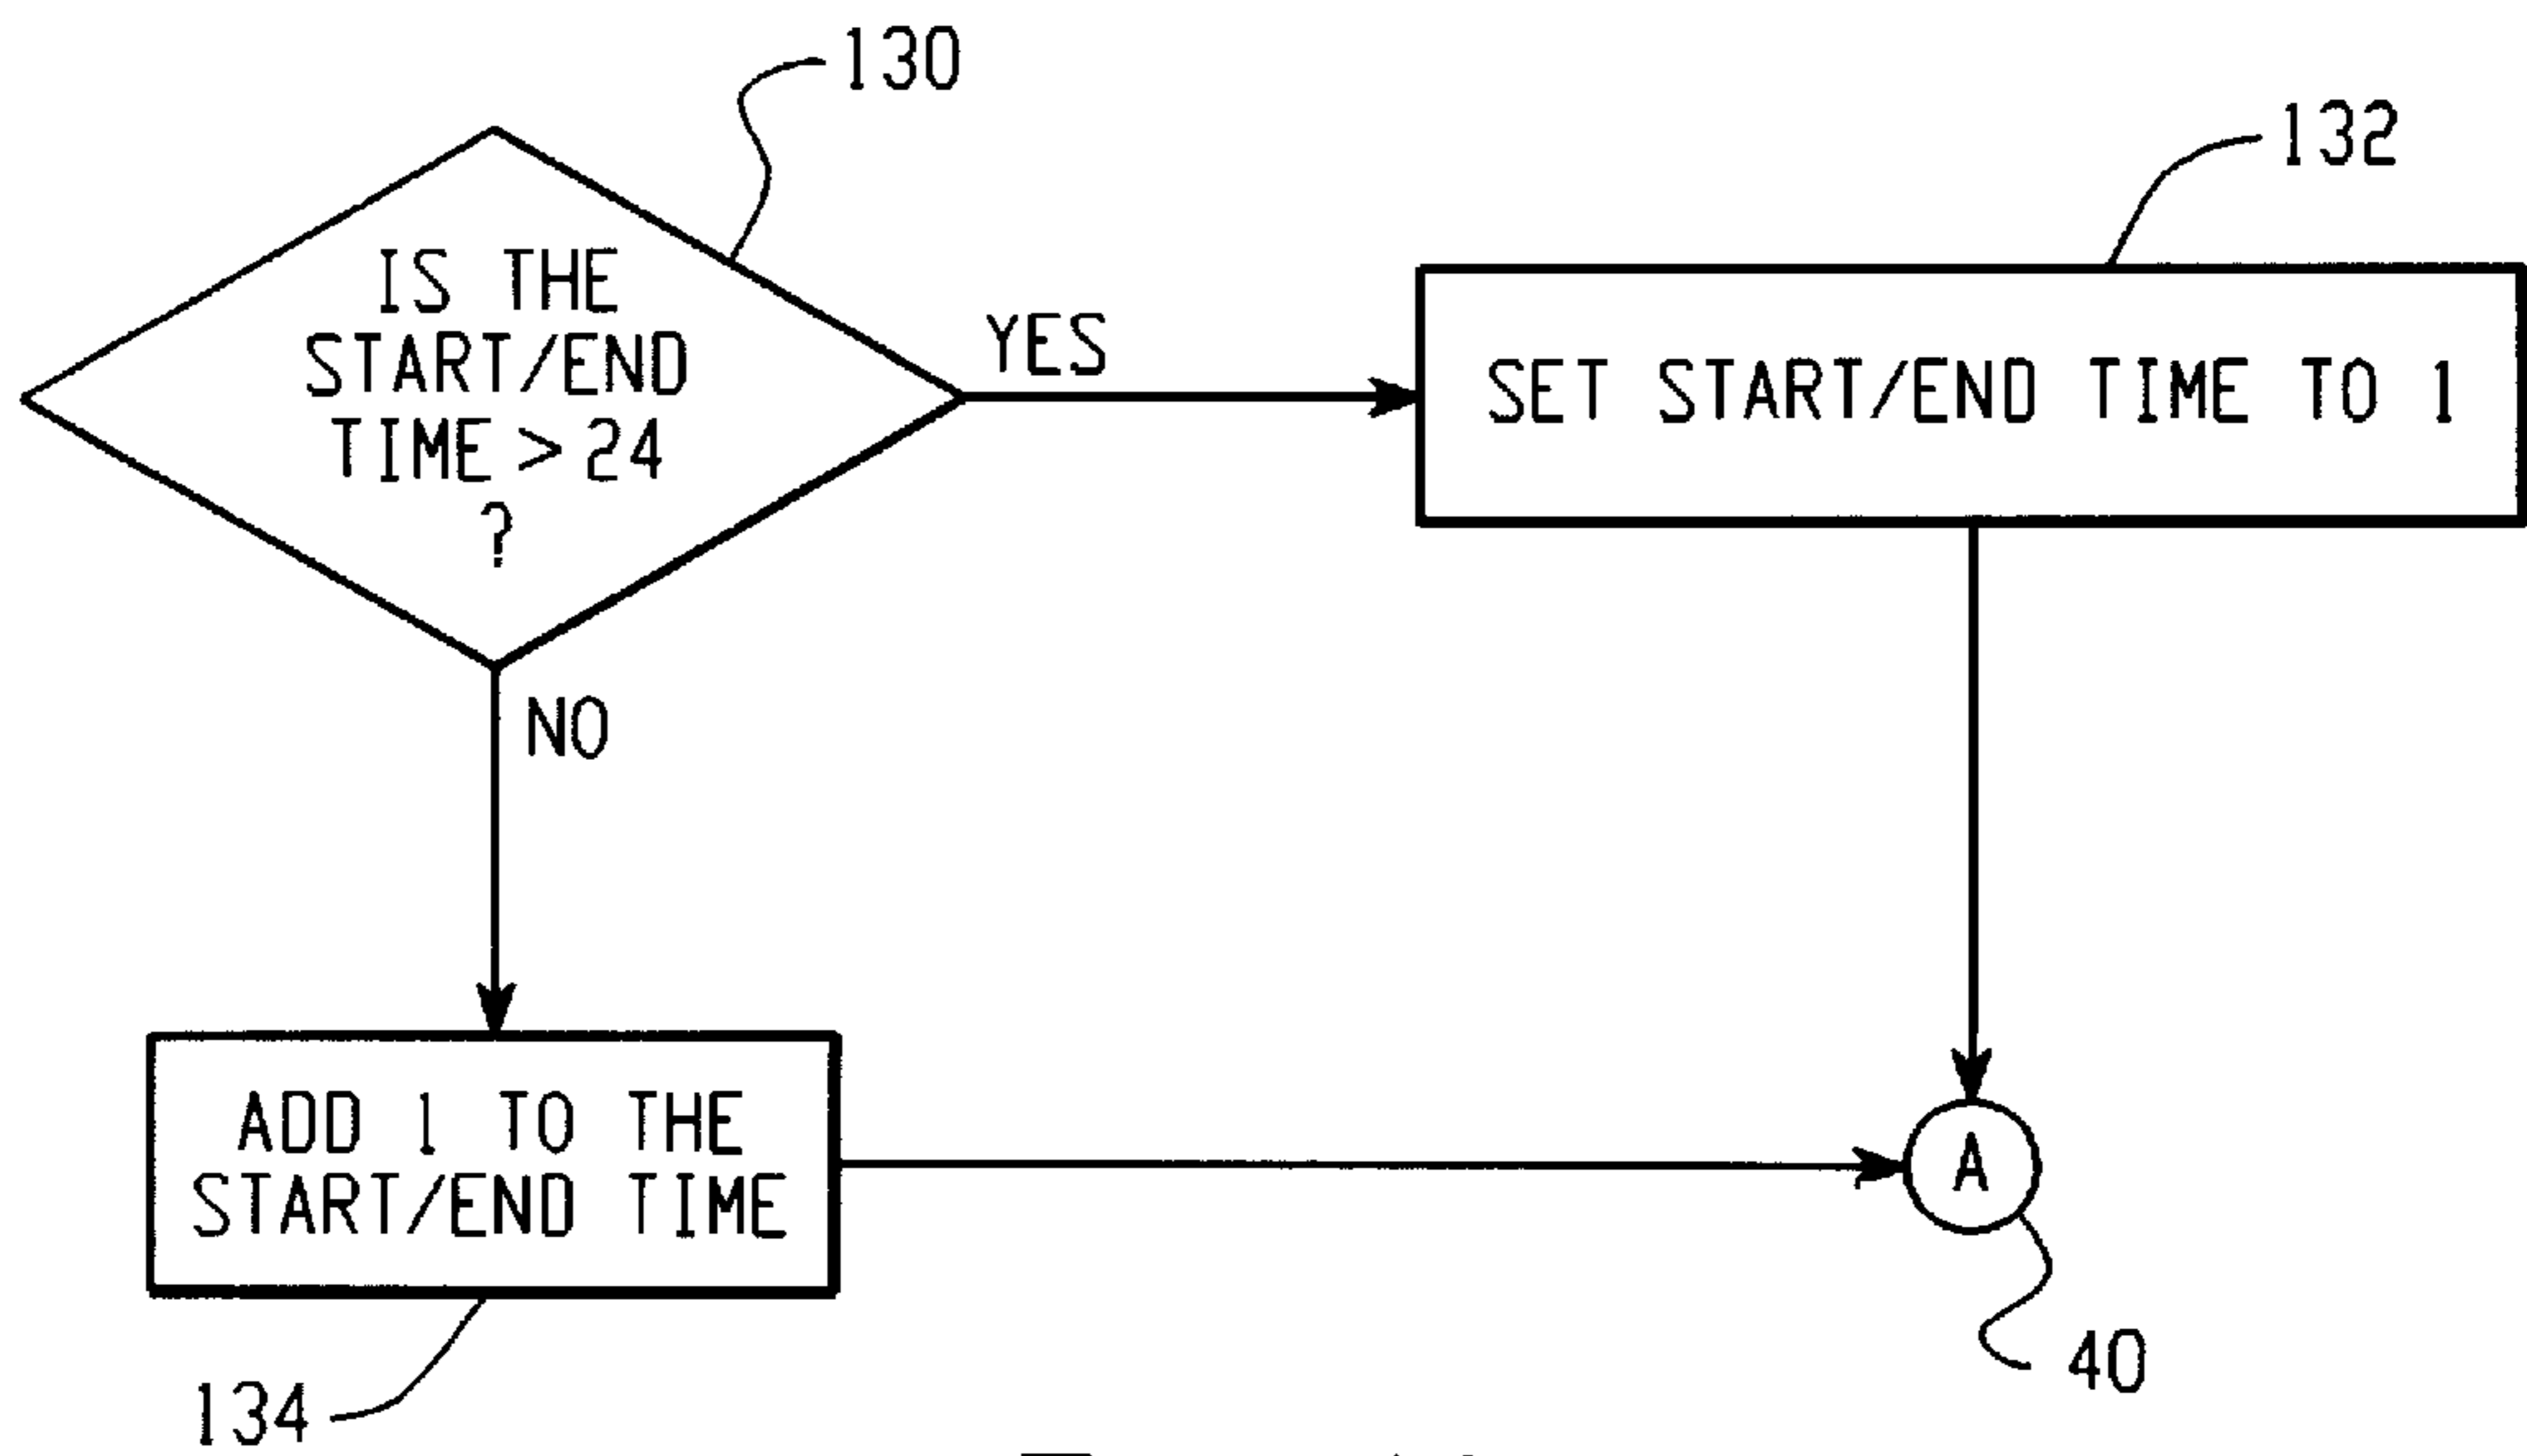 130
132
IS THE
START/END
TIME > 24
?
YES
SET START/END TIME TO 1
NO
ADD 1 TO THE
START/END TIME
A
134
40